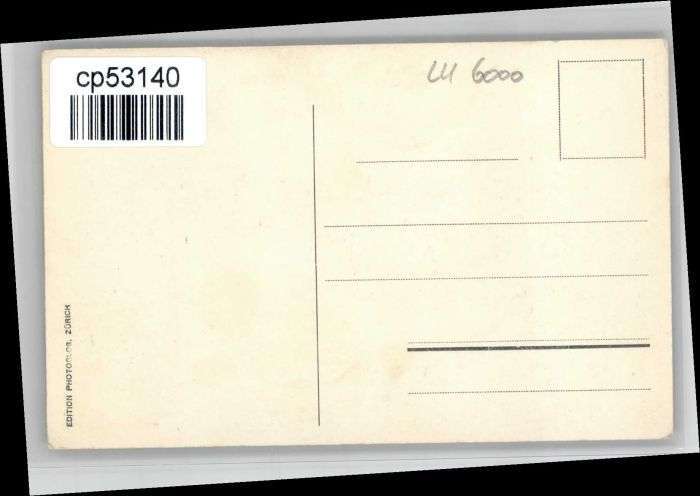 cp53140
LU 6000
EDITION PHOTOGLOB, ZÜRICH